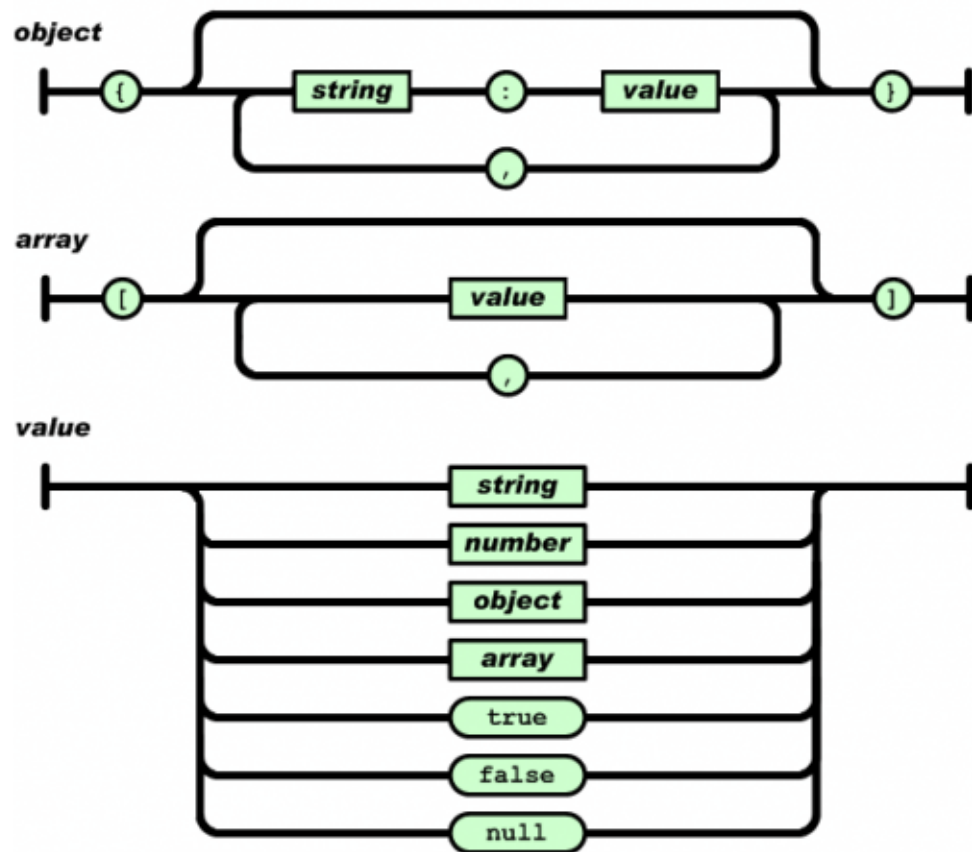 object
{ string : value }
,
array
[ value ]
,
value
string
number
object
array
true
false
null